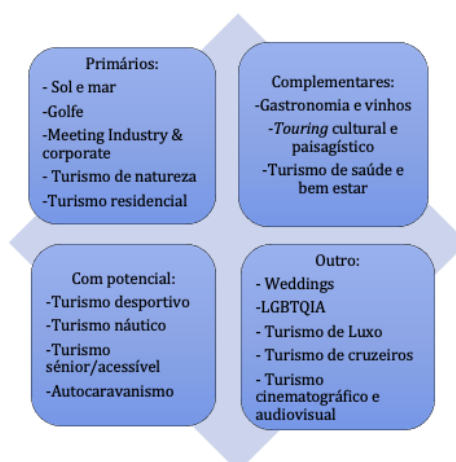 Primários:
- Sol e mar
-Golfe
-Meeting Industry &
corporate
- Turismo de natureza
-Turismo residencial
Complementares:
-Gastronomia e vinhos
-Touring cultural e
paisagístico
-Turismo de saúde e
bem estar
Com potencial:
-Turismo desportivo
-Turismo náutico
-Turismo
sénior/acessível
-Autocaravanismo
Outro:
- Weddings
-LGBTQIA
- Turismo de Luxo
- Turismo de cruzeiros
- Turismo
cinematográfico e
audiovisual